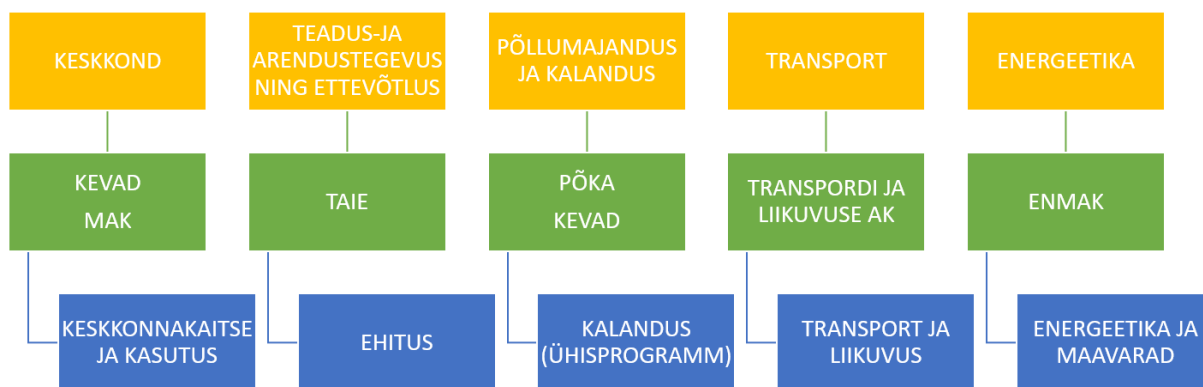 KESKKOND
TEADUS-JA
ARENDUSTEGEVUS
NING ETTEVÕTLUS
PÕLLUMAJANDUS
JA KALANDUS
TRANSPORT
ENERGEETIKA
KEVAD
MAK
TAIE
PÕKA
KEVAD
TRANSPORDI JA
LIIKUVUSE AK
ENMAK
KESKKONNAKAITSE
JA KASUTUS
EHITUS
KALANDUS
(ÜHISPROGRAMM)
TRANSPORT JA
LIIKUVUS
ENERGEETIKA JA
MAAVARAD